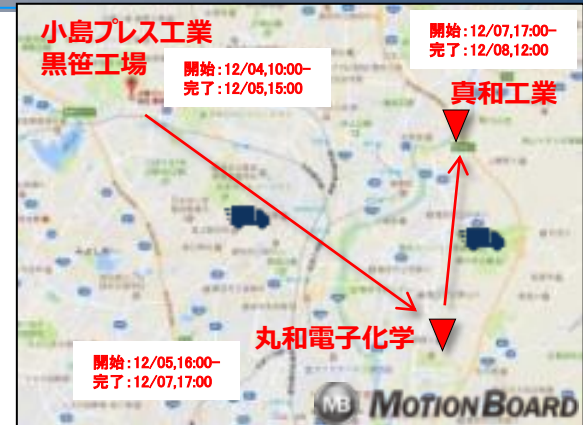 小島プレス工業
黒笹工場
開始:12/04,10:00-
完了:12/05,15:00
開始:12/07,17:00-
完了:12/08,12:00
真和工業
丸和電子化学
開始:12/05,16:00-
完了:12/07,17:00
MB MOTIONBOARD